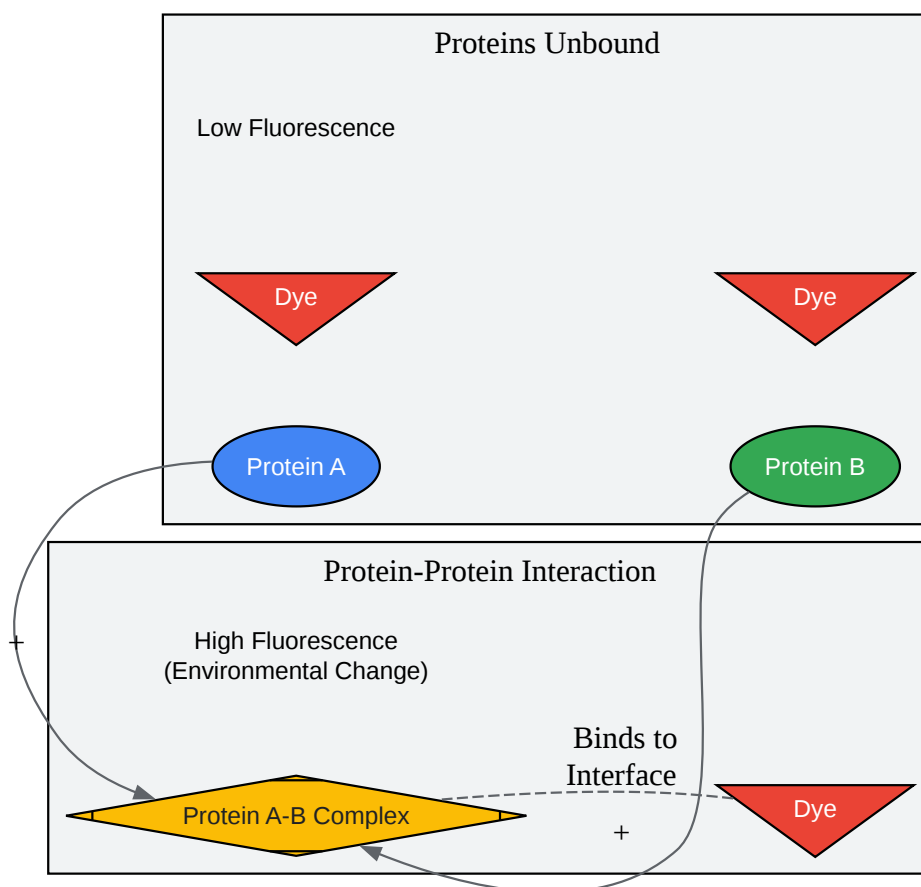 Proteins Unbound
Low Fluorescence
Dye
Dye
Protein A
Protein B
Protein-Protein Interaction
+
High Fluorescence
(Environmental Change)
Binds to
Interface
Protein A-B Complex
+
Dye